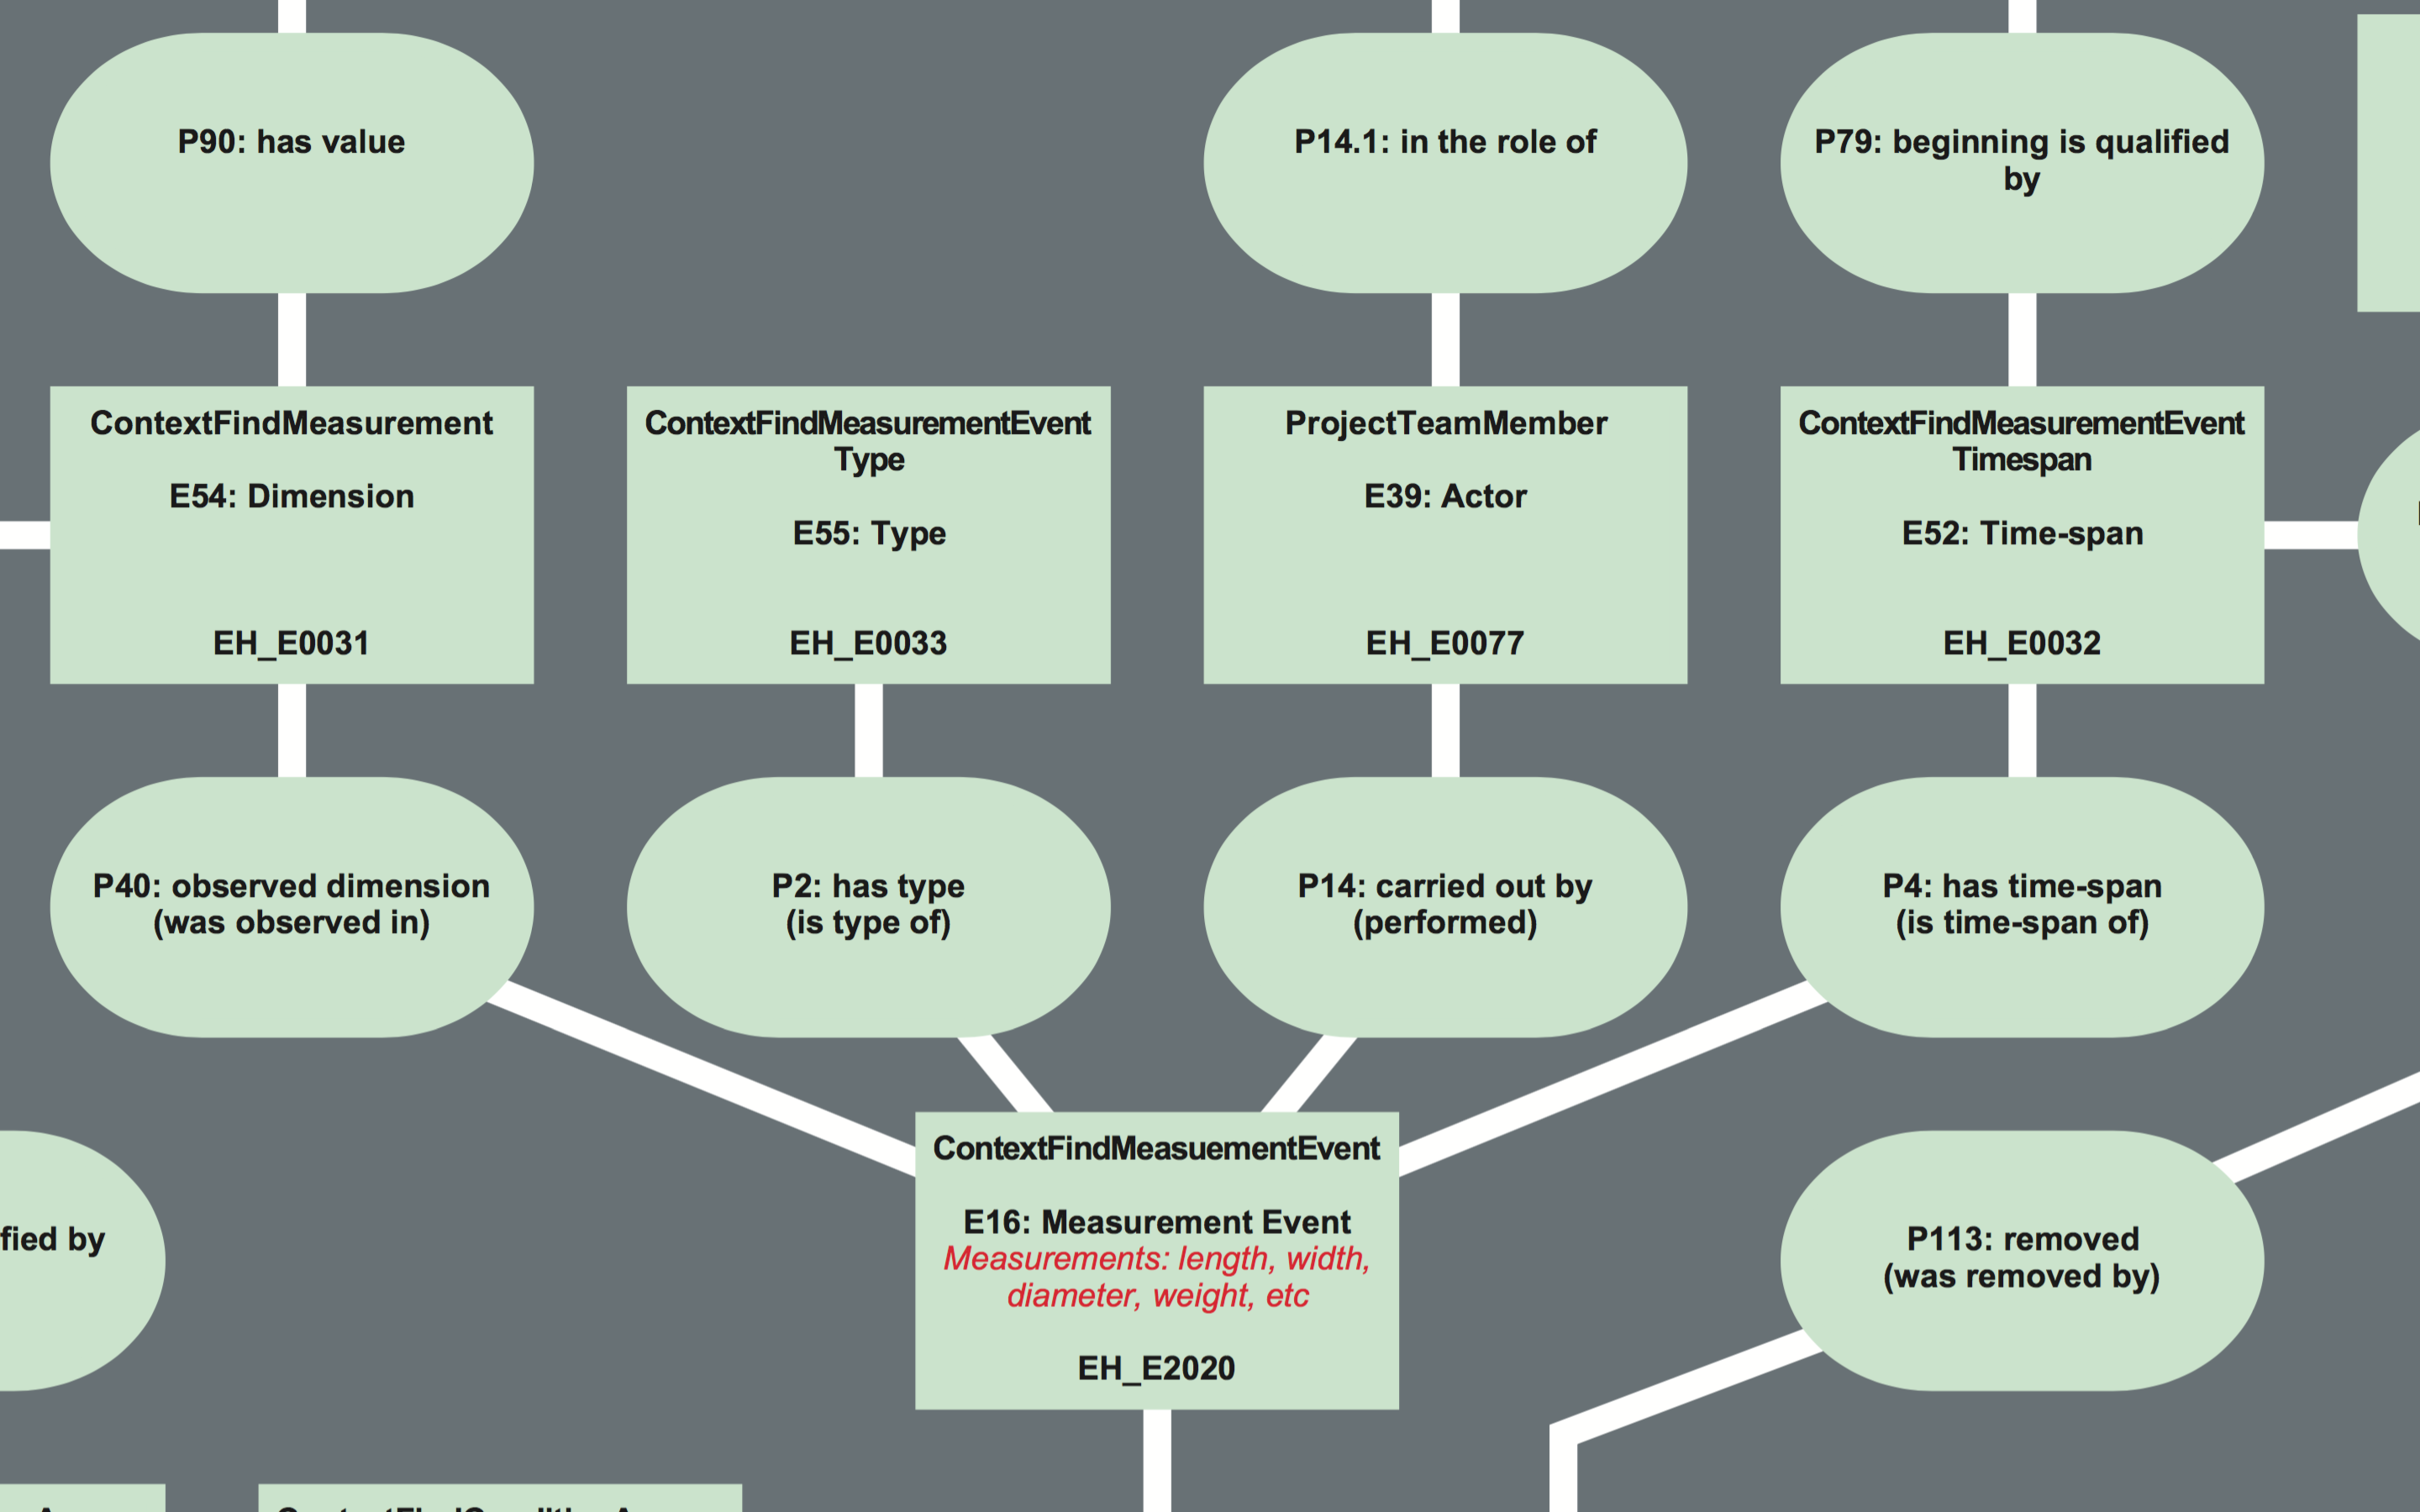 P90: has value
P14.1: in the role of
P79: beginning is qualified
by
ContextFindMeasurement
E54: Dimension
EH_E0031
ContextFindMeasurementEvent
Type
E55: Type
EH_E0033
ProjectTeamMember
E39: Actor
EH_E0077
ContextFindMeasurementEvent
Timespan
E52: Time-span
EH_E0032
P40: observed dimension
(was observed in)
P2: has type
(is type of)
P14: carried out by
(performed)
P4: has time-span
(is time-span of)
fied by
ContextFindMeasuementEvent
E16: Measurement Event
Measurements: length, width,
diameter, weight, etc
EH_E2020
P113: removed
(was removed by)